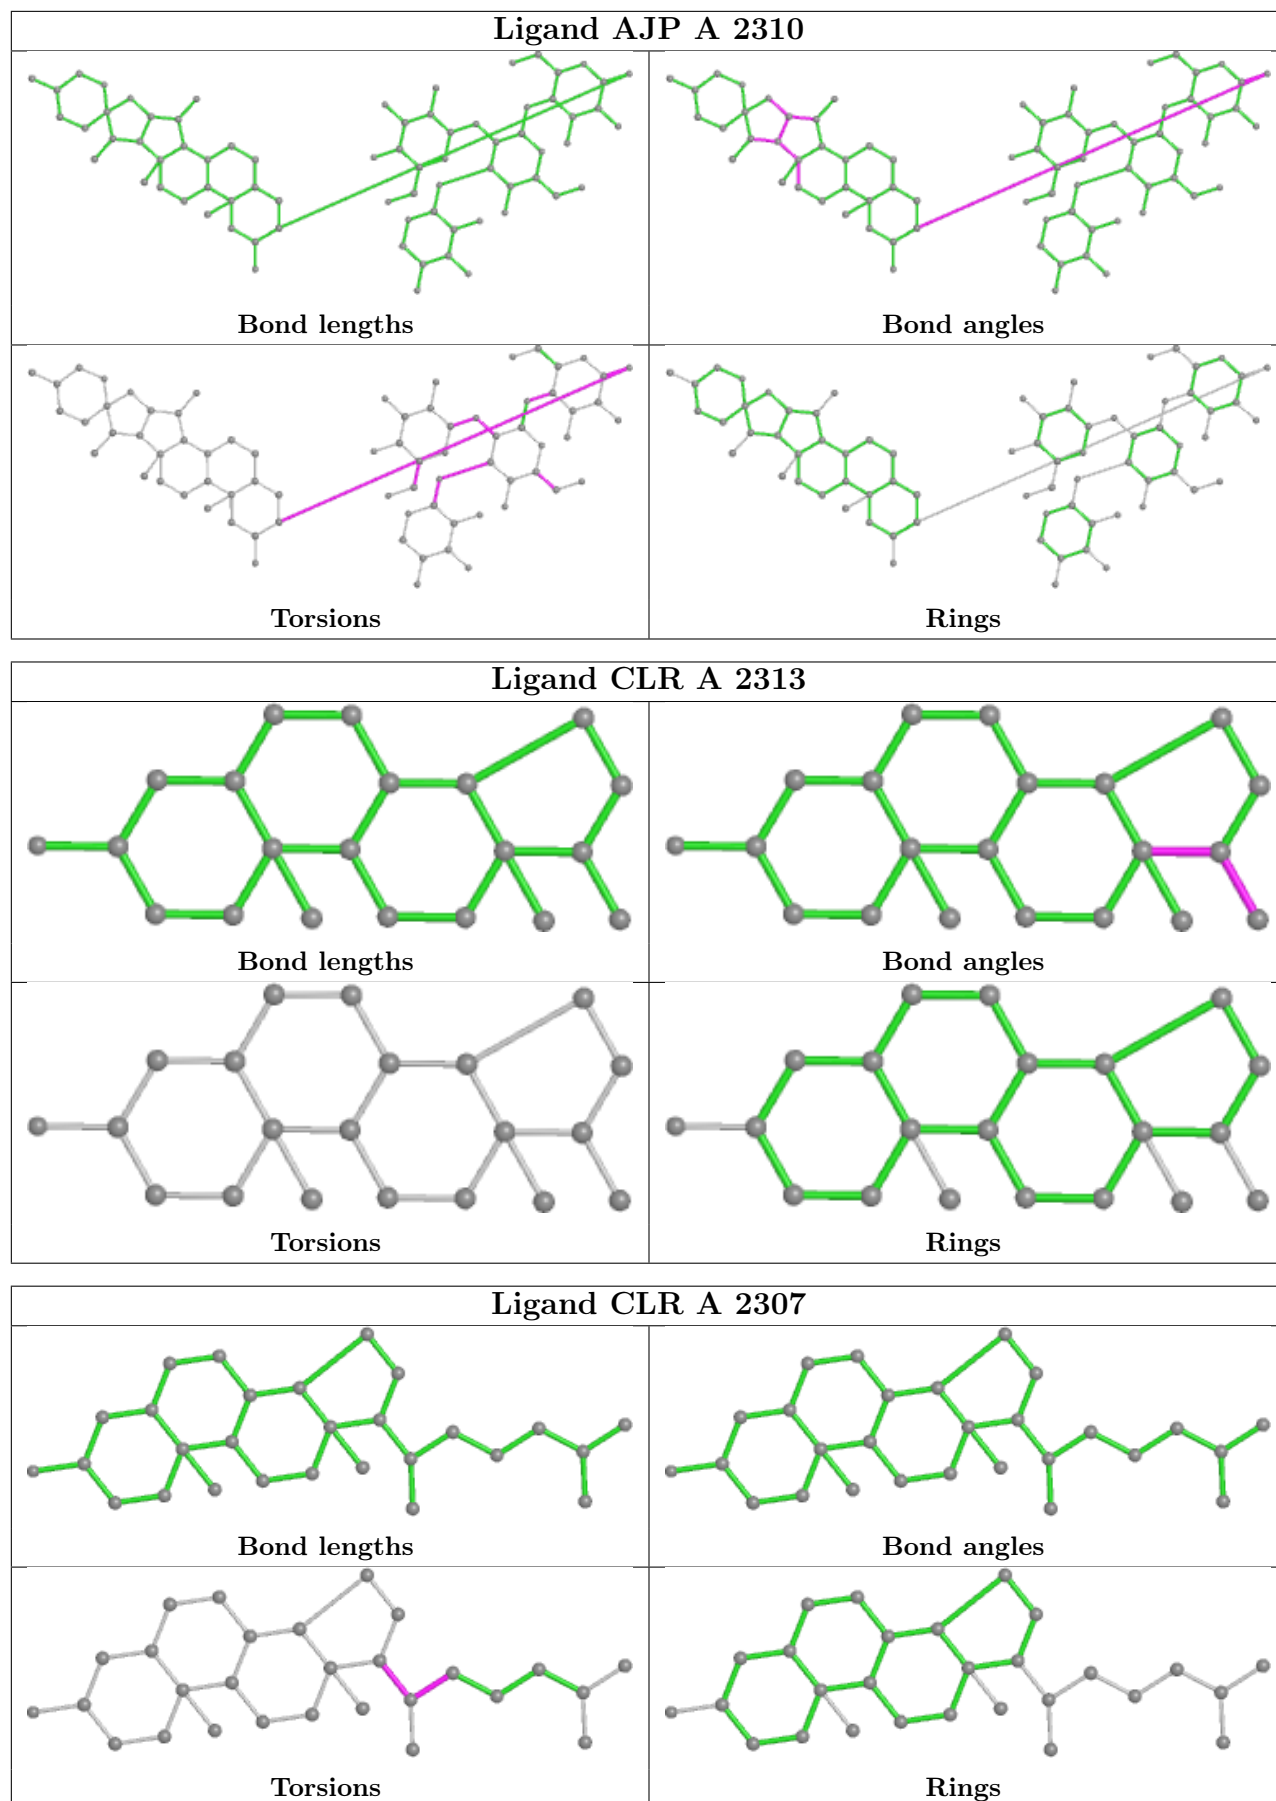 Ligand AJP A 2310
Bond lengths
Bond angles
Torsions
Rings
Ligand CLR A 2313
Bond lengths
Bond angles
Torsions
Rings
Ligand CLR A 2307
Bond lengths
Bond angles
Torsions
Rings